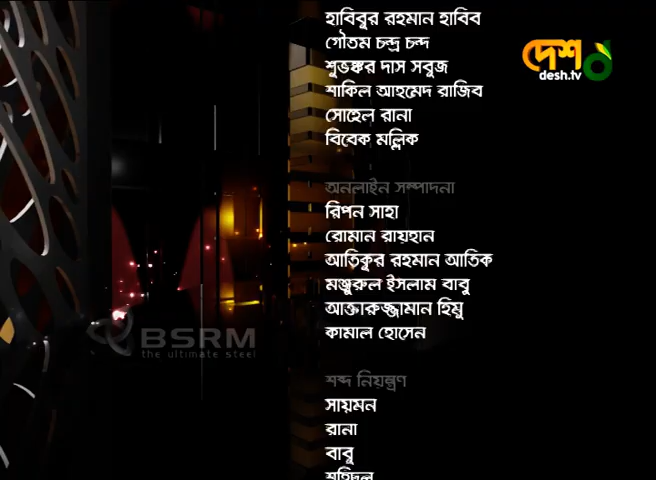 হাবিবুর রহমান হাবিব
গৌতম চন্দ্র চন্দ
শুভঙ্কর দাস সবুজ
শাকিল আহমেদ রাজিব
সোহেল রানা
বিবেক মল্লিক
দেশ
desh.tv
অনলাইন সম্পাদনা
রিপন সাহা
রোমান রায়হান
আতিকুর রহমান আতিক
মঞ্জুরুল ইসলাম বাবু
আক্তারুজ্জামান হিমু
কামাল হোসেন
BSRM
the ultimate steel
শব্দ নিয়ন্ত্রণ
সায়মন
রানা
বাবু